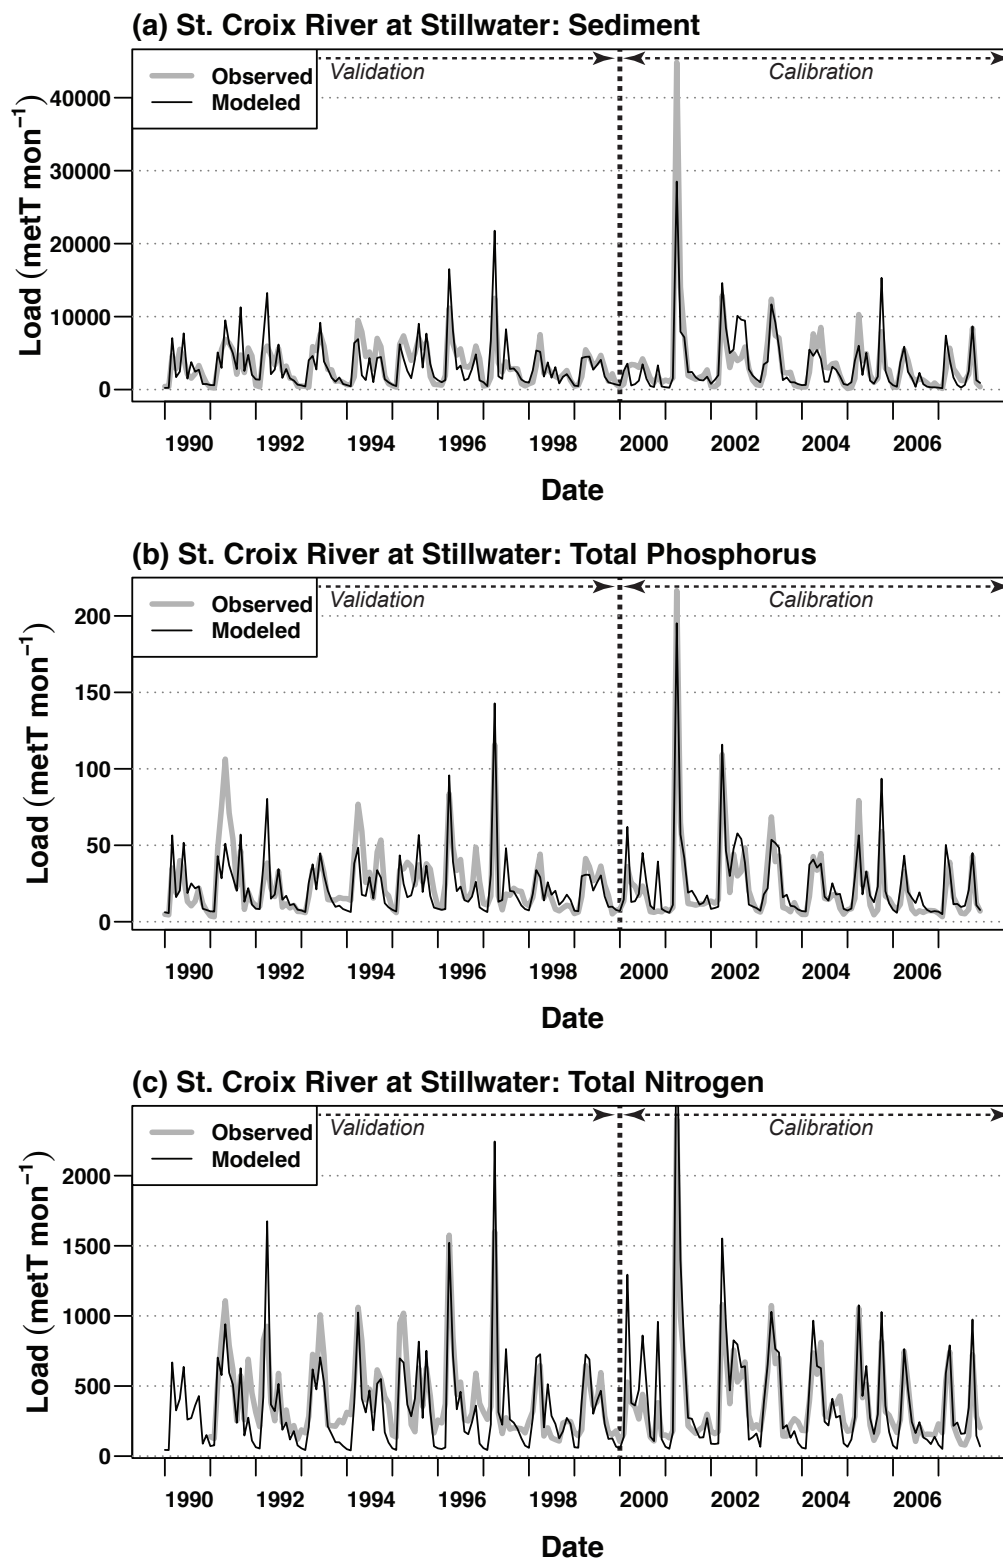 (a) St. Croix River at Stillwater: Sediment
Observed
Modeled
Validation
Calibration
Load (metT mon⁻¹)
40000
30000
20000
10000
0
1990 1992 1994 1996 1998 2000 2002 2004 2006
Date
(b) St. Croix River at Stillwater: Total Phosphorus
Observed
Modeled
Validation
Calibration
Load (metT mon⁻¹)
200
150
100
50
0
1990 1992 1994 1996 1998 2000 2002 2004 2006
Date
(c) St. Croix River at Stillwater: Total Nitrogen
Observed
Modeled
Validation
Calibration
Load (metT mon⁻¹)
2000
1500
1000
500
0
1990 1992 1994 1996 1998 2000 2002 2004 2006
Date